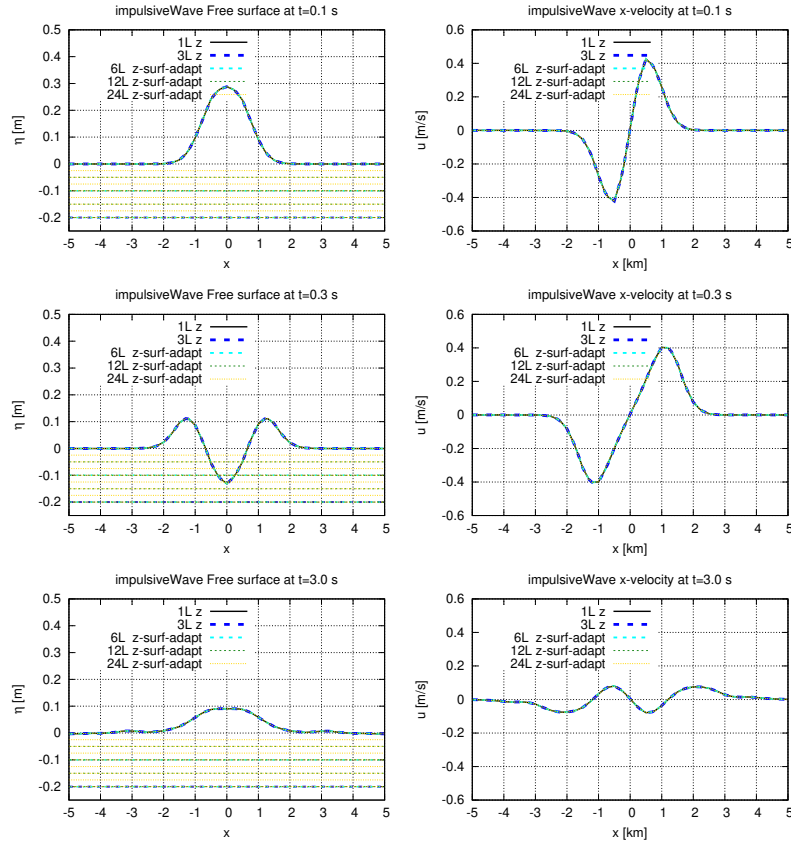 impulsiveWave Free surface at t=0.1 s
0.5
0.4
0.3
0.2
0.1
0
-0.1
-0.2
η [m]
1L z
3L z
6L z-surf-adapt
12L z-surf-adapt
24L z-surf-adapt
-5 -4 -3 -2 -1 0 1 2 3 4 5
x
impulsiveWave x-velocity at t=0.1 s
0.6
0.4
0.2
0
-0.2
-0.4
-0.6
u [m/s]
1L z
3L z
6L z-surf-adapt
12L z-surf-adapt
24L z-surf-adapt
-5 -4 -3 -2 -1 0 1 2 3 4 5
x [km]
impulsiveWave Free surface at t=0.3 s
0.5
0.4
0.3
0.2
0.1
0
-0.1
-0.2
η [m]
1L z
3L z
6L z-surf-adapt
12L z-surf-adapt
24L z-surf-adapt
-5 -4 -3 -2 -1 0 1 2 3 4 5
x
impulsiveWave x-velocity at t=0.3 s
0.6
0.4
0.2
0
-0.2
-0.4
-0.6
u [m/s]
1L z
3L z
6L z-surf-adapt
12L z-surf-adapt
24L z-surf-adapt
-5 -4 -3 -2 -1 0 1 2 3 4 5
x [km]
impulsiveWave Free surface at t=3.0 s
0.5
0.4
0.3
0.2
0.1
0
-0.1
-0.2
η [m]
1L z
3L z
6L z-surf-adapt
12L z-surf-adapt
24L z-surf-adapt
-5 -4 -3 -2 -1 0 1 2 3 4 5
x
impulsiveWave x-velocity at t=3.0 s
0.6
0.4
0.2
0
-0.2
-0.4
-0.6
u [m/s]
1L z
3L z
6L z-surf-adapt
12L z-surf-adapt
24L z-surf-adapt
-5 -4 -3 -2 -1 0 1 2 3 4 5
x [km]